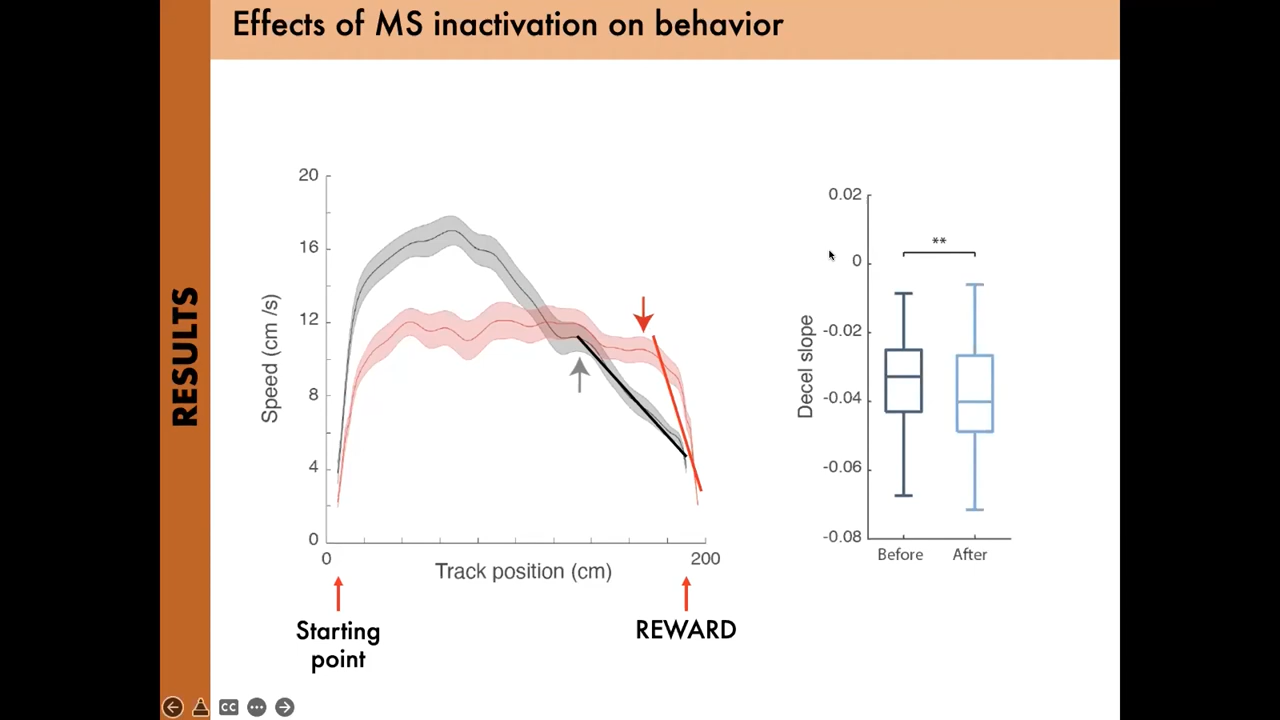 Effects of MS inactivation on behavior
RESULTS
Speed (cm /s)
20
16
12
8
4
0
0
200
Track position (cm)
Starting
point
REWARD
Decel slope
0.02
0
-0.02
-0.04
-0.06
-0.08
**
Before
After
CC